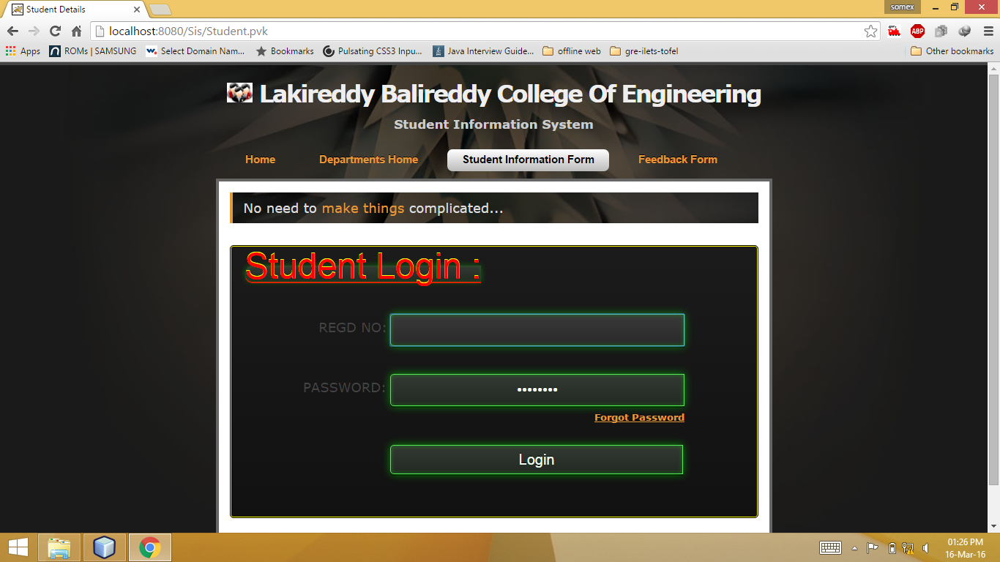 Student Details
somex
localhost:8080/Sis/Student.pvk
ABP
Apps ROMs | SAMSUNG Select Domain Nam... Bookmarks Pulsating CSS3 Inpu... Java Interview Guide... offline web gre-ilets-tofel Other bookmarks
Lakireddy Balireddy College Of Engineering
Student Information System
Home Departments Home Student Information Form Feedback Form
No need to make things complicated...
Student Login :
REGD NO:
PASSWORD: ••••••••
Forgot Password
Login
01:26 PM
16-Mar-16